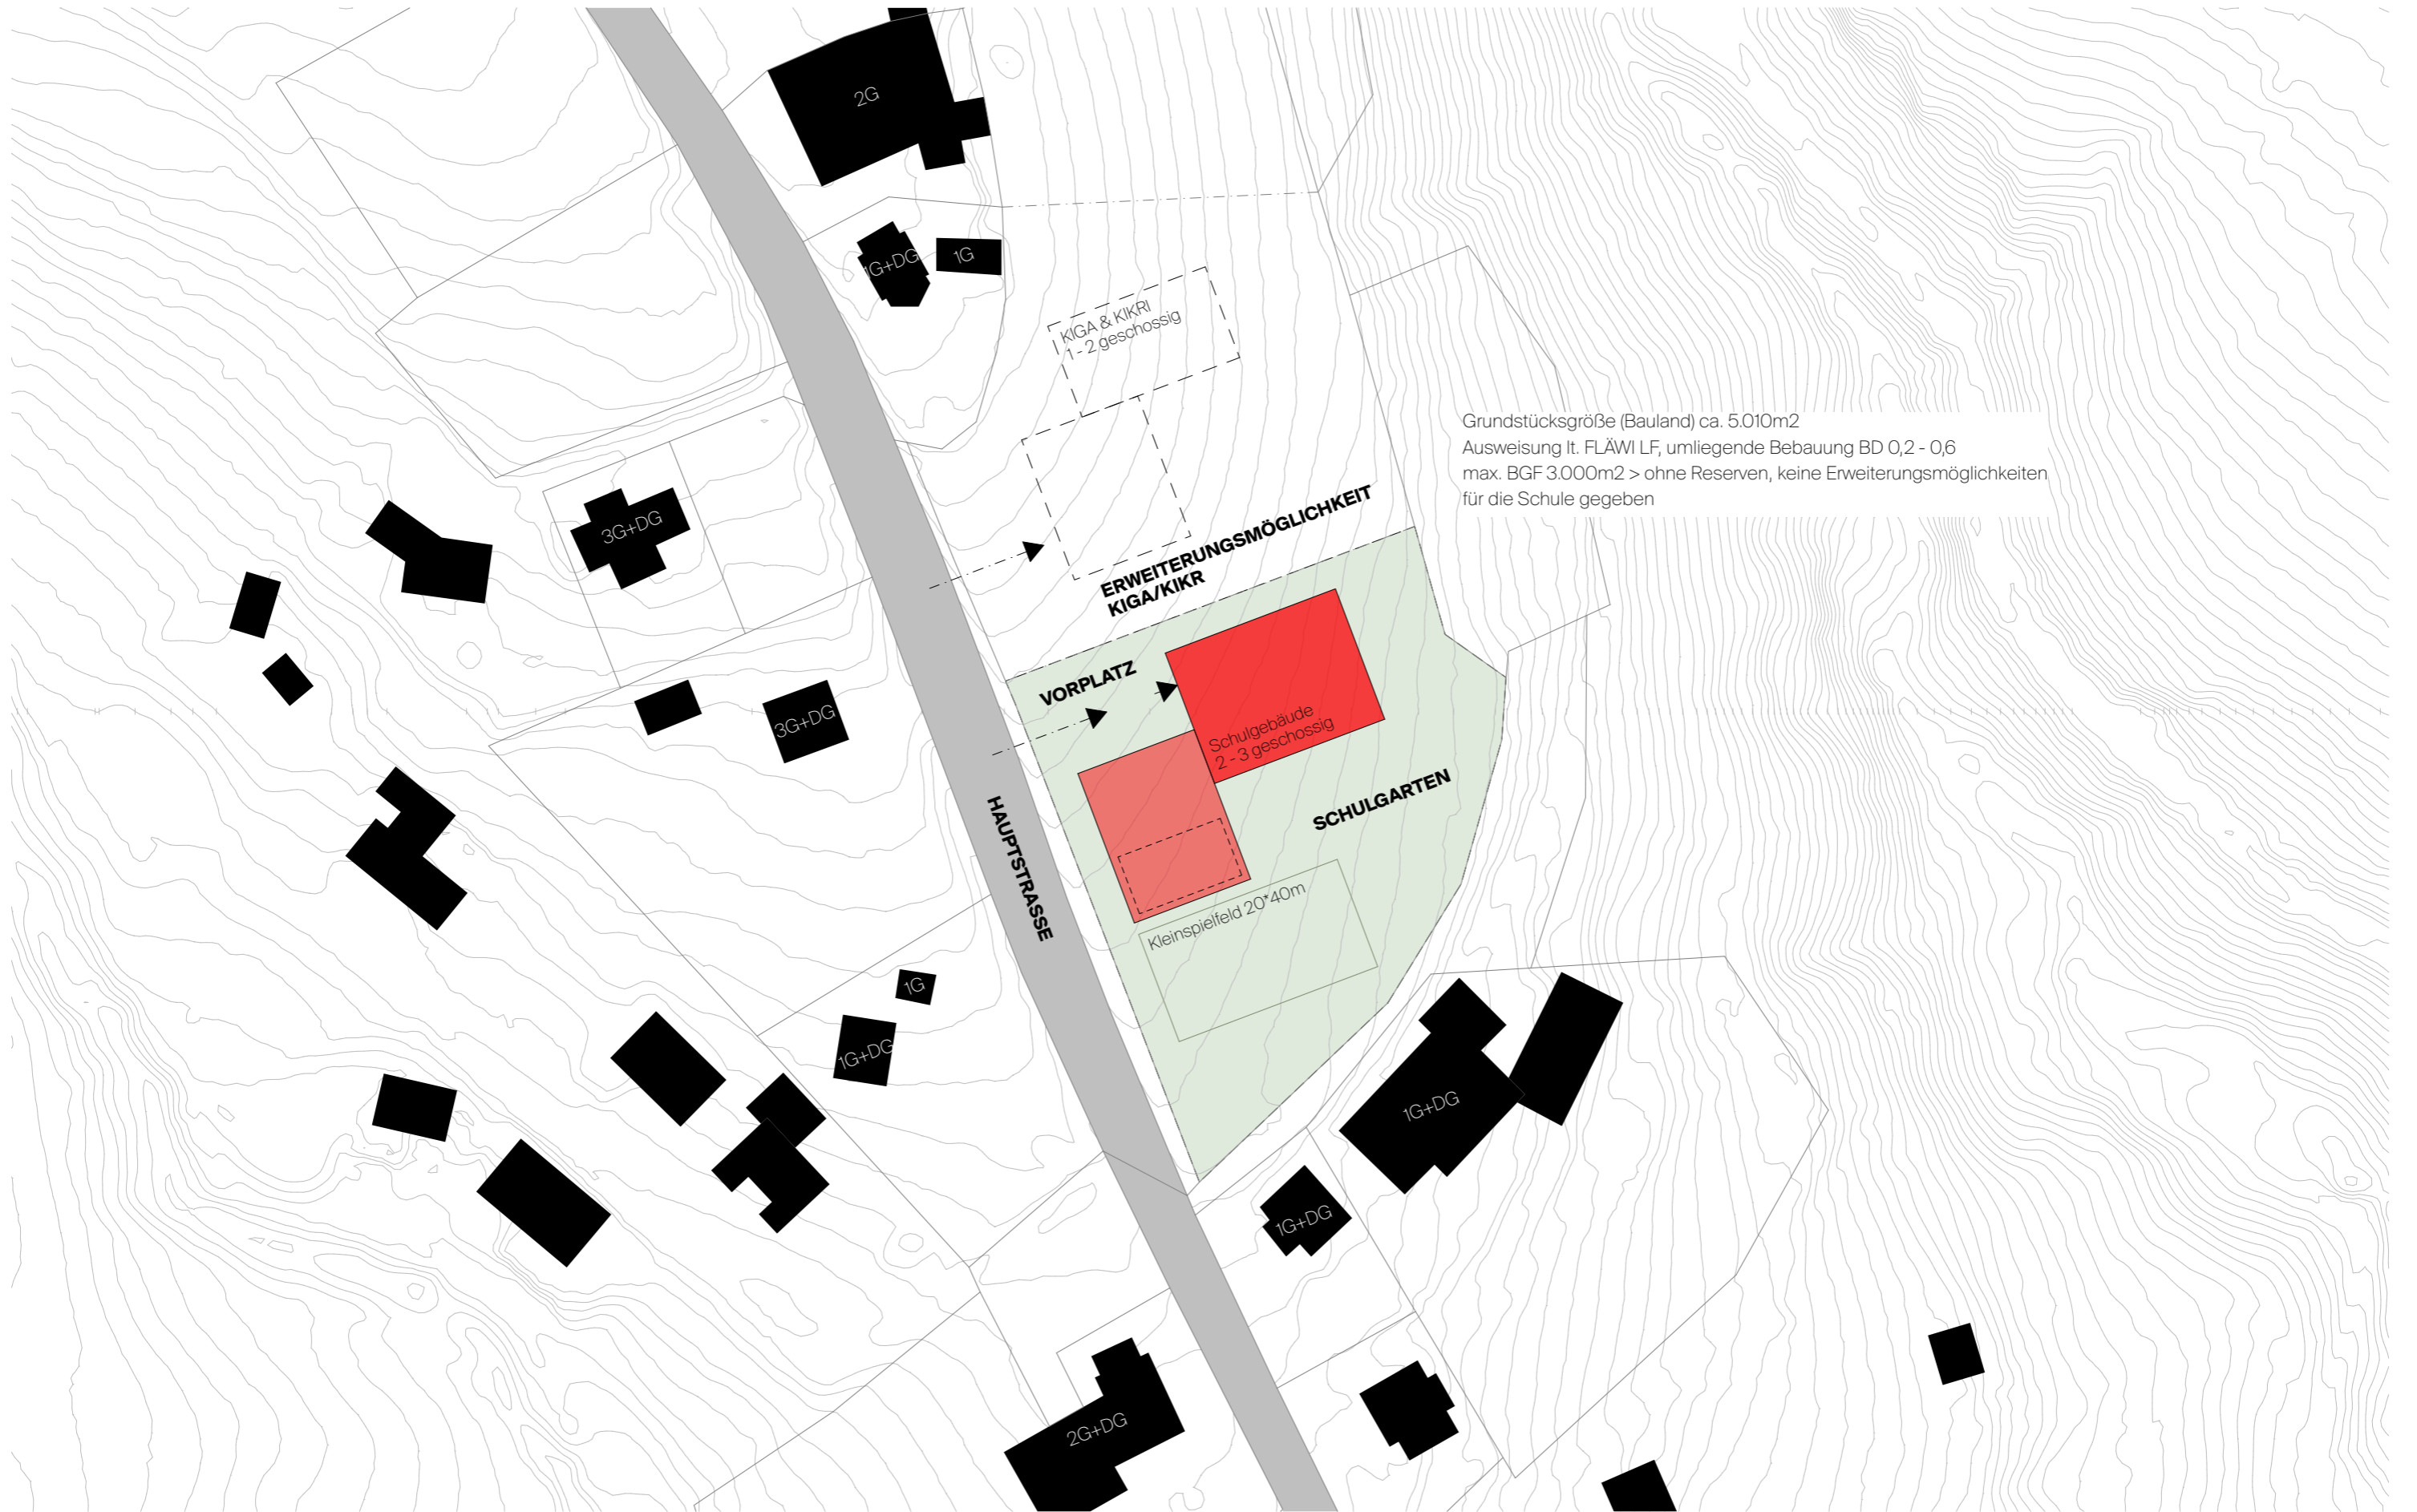 2G
1G+DG
1G
KIGA & KIKRI
1 - 2 geschossig
Grundstücksgröße (Bauland) ca. 5.010m2
Ausweisung lt. FLÄWI LF, umliegende Bebauung BD 0,2 - 0,6
max. BGF 3.000m2 > ohne Reserven, keine Erweiterungsmöglichkeiten
für die Schule gegeben
3G+DG
ERWEITERUNGSMÖGLICHKEIT
KIGA/KIKR
VORPLATZ
3G+DG
Schulgebäude
2 - 3 geschossig
SCHULGARTEN
HAUPTSTRASSE
Kleinspielfeld 20*40m
1G
1G+DG
1G+DG
1G+DG
2G+DG